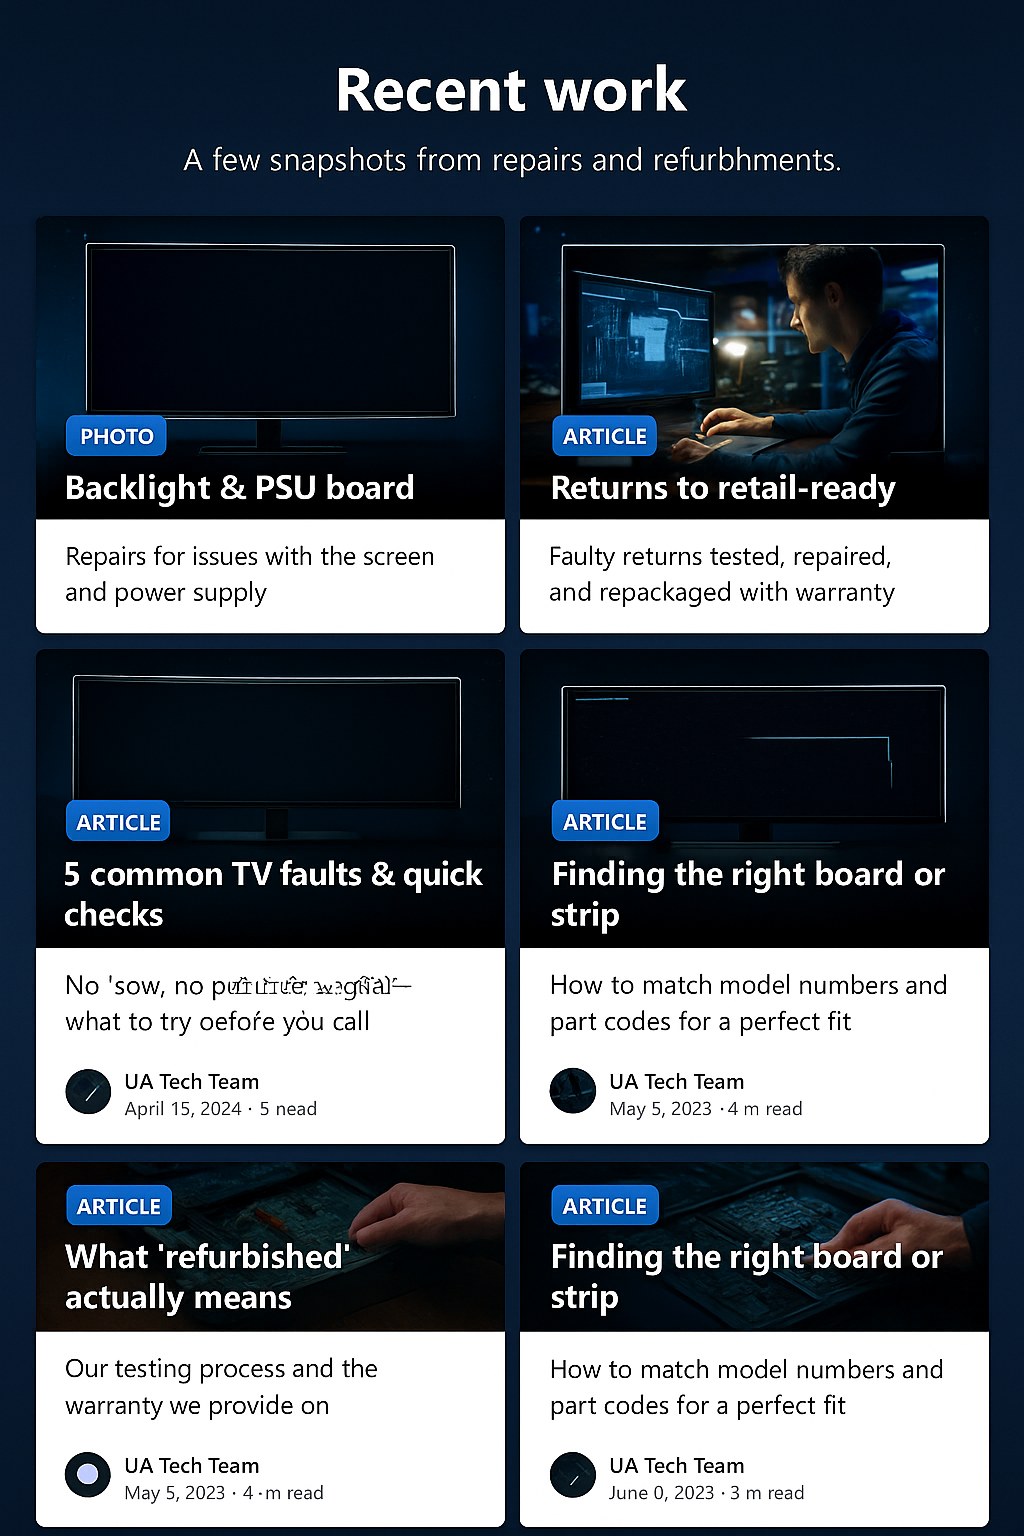 Recent work
A few snapshots from repairs and refurbhments.
PHOTO
Backlight & PSU board
Repairs for issues with the screen
and power supply
ARTICLE
Returns to retail-ready
Faulty returns tested, repaired,
and repackaged with warranty
ARTICLE
5 common TV faults & quick
checks
No 'sow, no
what to try oefoŕe yòu call
UA Tech Team
April 15, 2024 · 5 nead
ARTICLE
Finding the right board or
strip
How to match model numbers and
part codes for a perfect fit
UA Tech Team
May 5, 2023 · 4 m read
ARTICLE
What 'refurbished'
actually means
Our testing process and the
warranty we provide on
UA Tech Team
May 5, 2023 · 4 · m read
ARTICLE
Finding the right board or
strip
How to match model numbers and
part codes for a perfect fit
UA Tech Team
June 0, 2023 · 3 m read